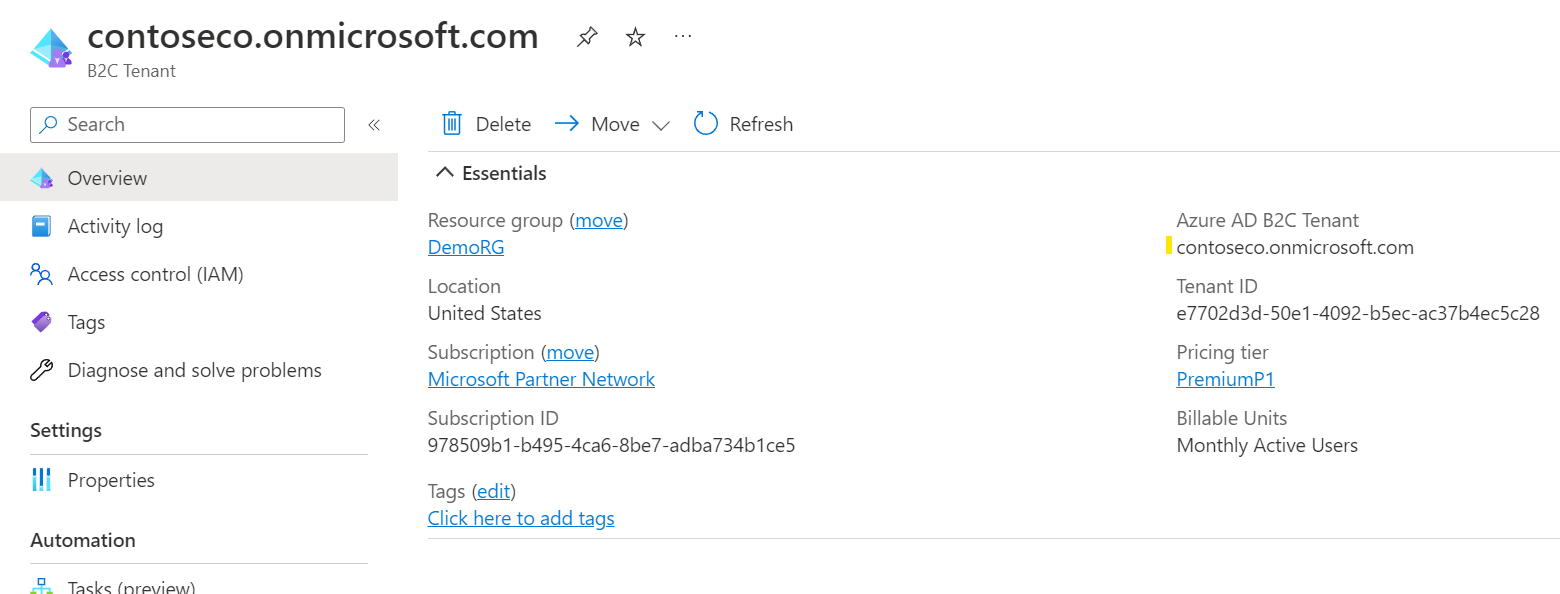 contoseco.onmicrosoft.com
B2C Tenant
Search
Overview
Activity log
Access control (IAM)
Tags
Diagnose and solve problems
Settings
Properties
Automation
Tasks (preview)
Delete
Move
Refresh
Essentials
Resource group (move)
DemoRG
Location
United States
Subscription (move)
Microsoft Partner Network
Subscription ID
978509b1-b495-4ca6-8be7-adba734b1ce5
Tags (edit)
Click here to add tags
Azure AD B2C Tenant
contoseco.onmicrosoft.com
Tenant ID
e7702d3d-50e1-4092-b5ec-ac37b4ec5c28
Pricing tier
PremiumP1
Billable Units
Monthly Active Users